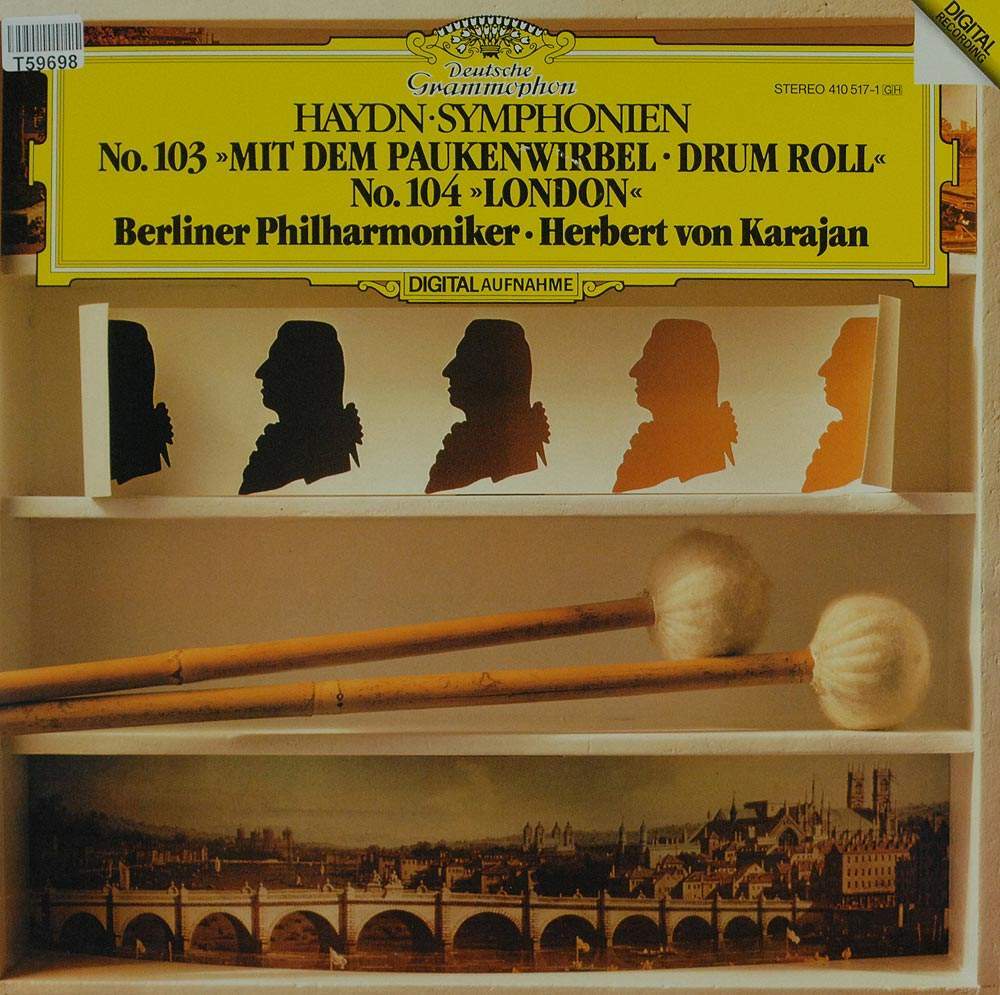 T59698
DIGITAL
RECORDING
Deutsche
Grammophon
STEREO 410 517-1 GH
HAYDN · SYMPHONIEN
No. 103 »MIT DEM PAUKENWIRBEL · DRUM ROLL«
No. 104 »LONDON«
Berliner Philharmoniker · Herbert von Karajan
DIGITAL AUFNAHME